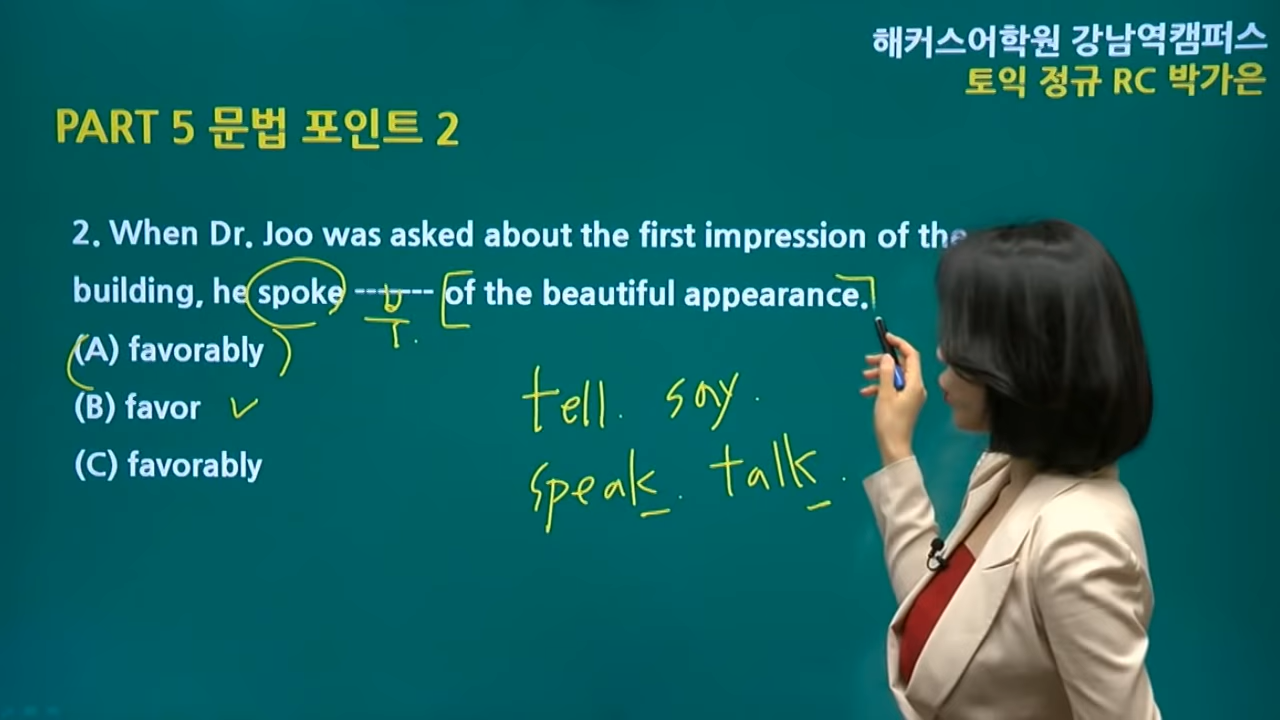 해커스어학원 강남역캠퍼스
토익 정규 RC 박가은
PART 5 문법 포인트 2
2. When Dr. Joo was asked about the first impression of the
building, he spoke ------- of the beautiful appearance.
부
(A) favorably
(B) favor
(C) favorably
tell. say.
speak. talk.